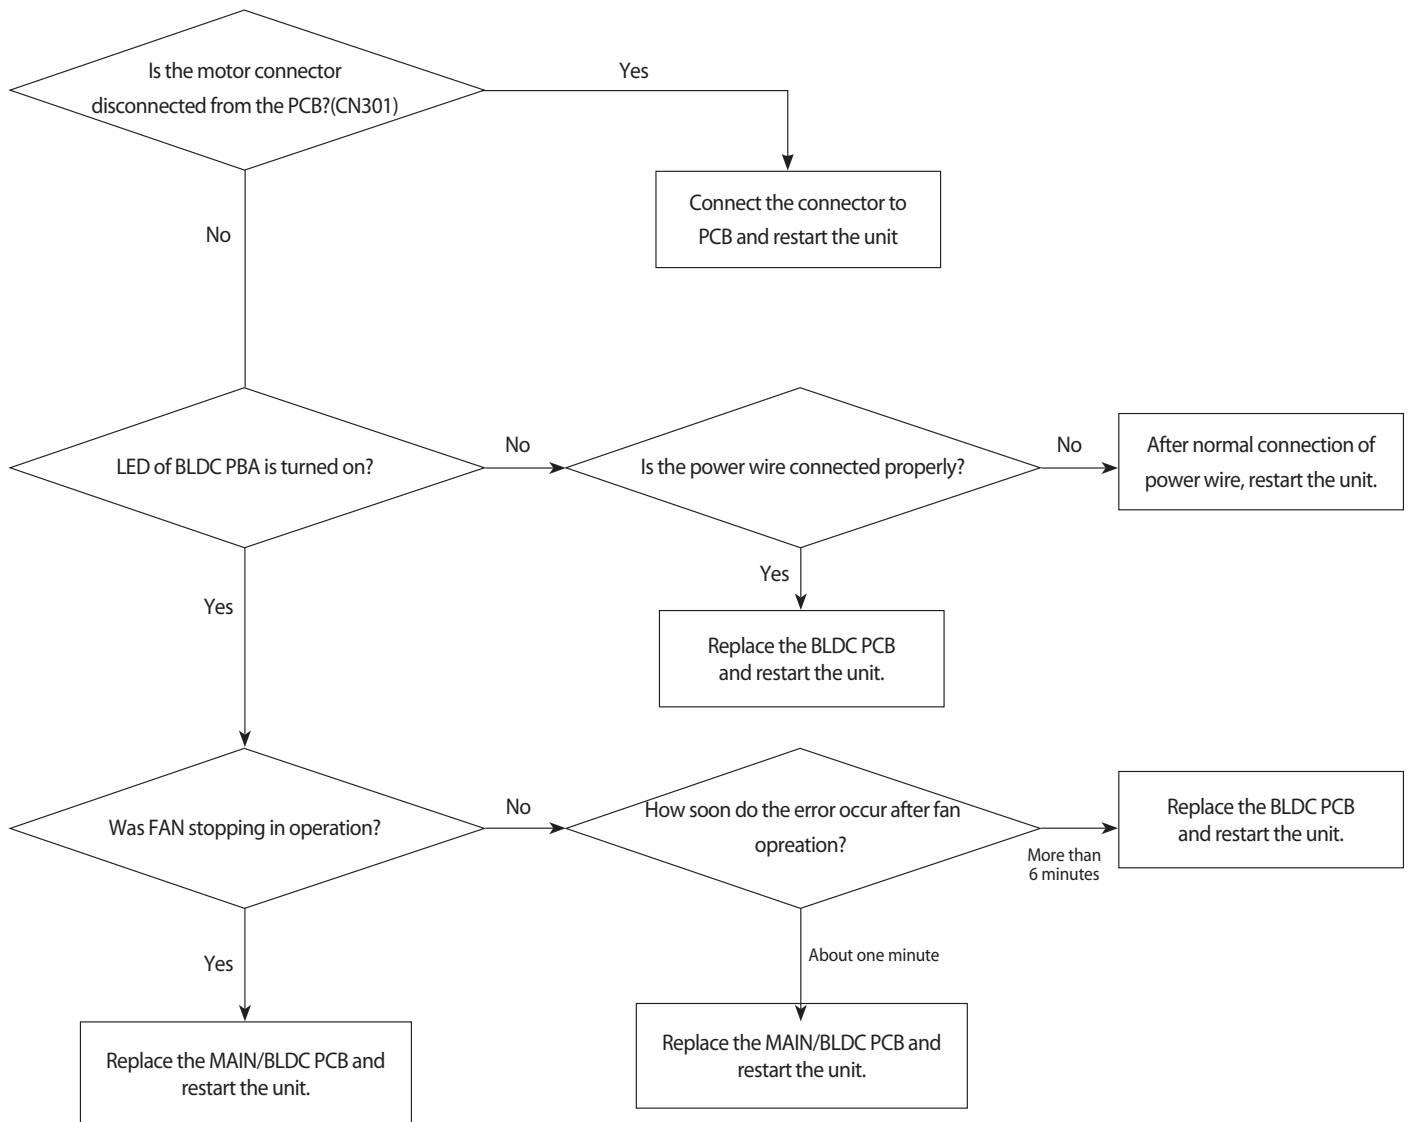 Is the motor connector
disconnected from the PCB?(CN301)
Yes
Connect the connector to
PCB and restart the unit
No
LED of BLDC PBA is turned on?
No
Is the power wire connected properly?
No
After normal connection of
power wire, restart the unit.
Yes
Replace the BLDC PCB
and restart the unit.
Yes
Was FAN stopping in operation?
No
How soon do the error occur after fan
opreation?
More than
6 minutes
Replace the BLDC PCB
and restart the unit.
Yes
About one minute
Replace the MAIN/BLDC PCB and
restart the unit.
Replace the MAIN/BLDC PCB and
restart the unit.